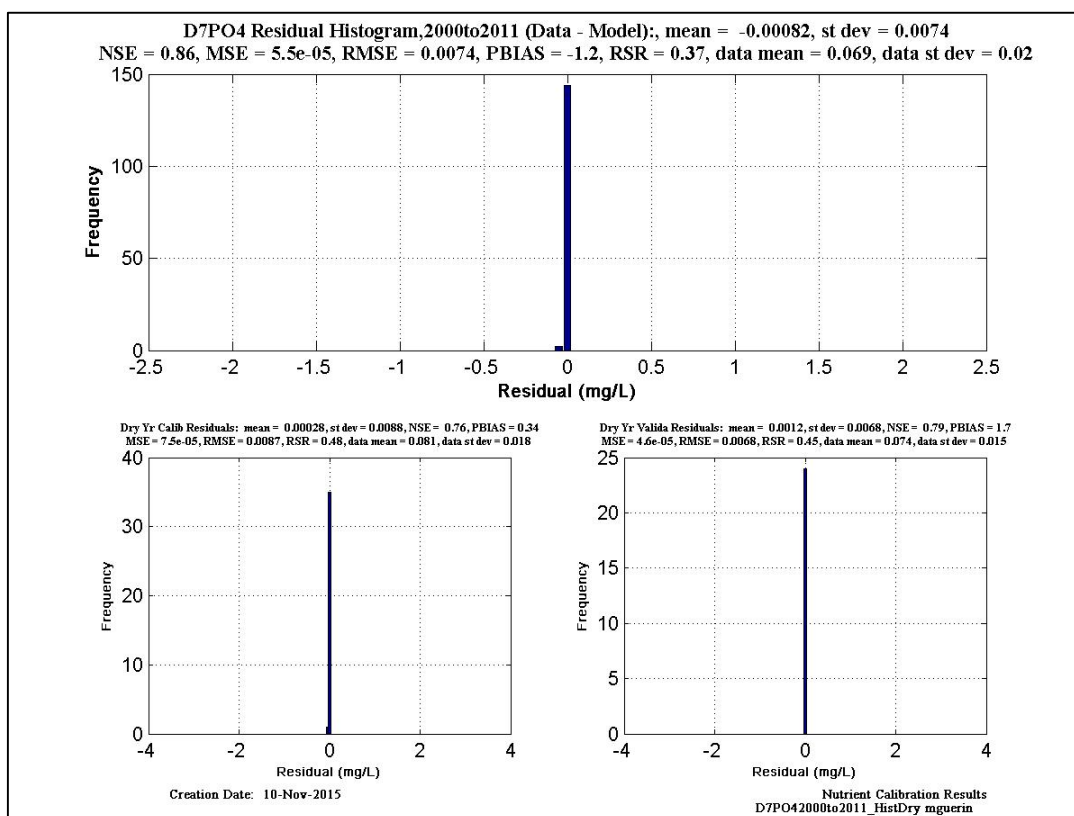 D7PO4 Residual Histogram,2000to2011 (Data - Model):, mean = -0.00082, st dev = 0.0074
NSE = 0.86, MSE = 5.5e-05, RMSE = 0.0074, PBIAS = -1.2, RSR = 0.37, data mean = 0.069, data st dev = 0.02
150
100
50
0
Frequency
-2.5 -2 -1.5 -1 -0.5 0 0.5 1 1.5 2 2.5
Residual (mg/L)
Dry Yr Calib Residuals: mean = 0.00028, st dev = 0.0088, NSE = 0.76, PBIAS = 0.34
MSE = 7.5e-05, RMSE = 0.0087, RSR = 0.48, data mean = 0.081, data st dev = 0.018
40
30
20
10
0
Frequency
-4 -2 0 2 4
Residual (mg/L)
Dry Yr Valida Residuals: mean = 0.0012, st dev = 0.0068, NSE = 0.79, PBIAS = 1.7
MSE = 4.6e-05, RMSE = 0.0068, RSR = 0.45, data mean = 0.074, data st dev = 0.015
25
20
15
10
5
0
Frequency
-4 -2 0 2 4
Residual (mg/L)
Creation Date: 10-Nov-2015
Nutrient Calibration Results
D7PO42000to2011_HistDry mguerin